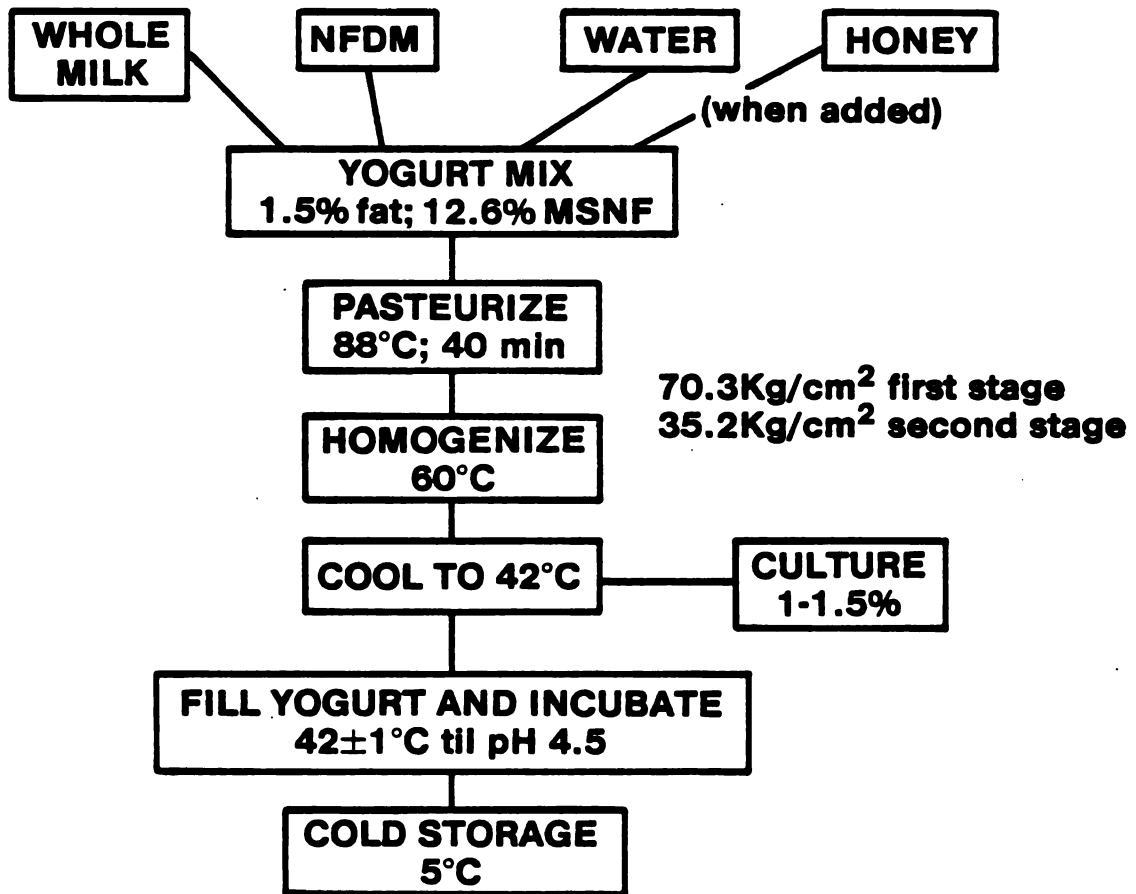 WHOLE
MILK
NFDM
WATER
HONEY
(when added)
YOGURT MIX
1.5% fat; 12.6% MSNF
PASTEURIZE
88°C; 40 min
70.3Kg/cm² first stage
35.2Kg/cm² second stage
HOMOGENIZE
60°C
COOL TO 42°C
CULTURE
1-1.5%
FILL YOGURT AND INCUBATE
42±1°C til pH 4.5
COLD STORAGE
5°C